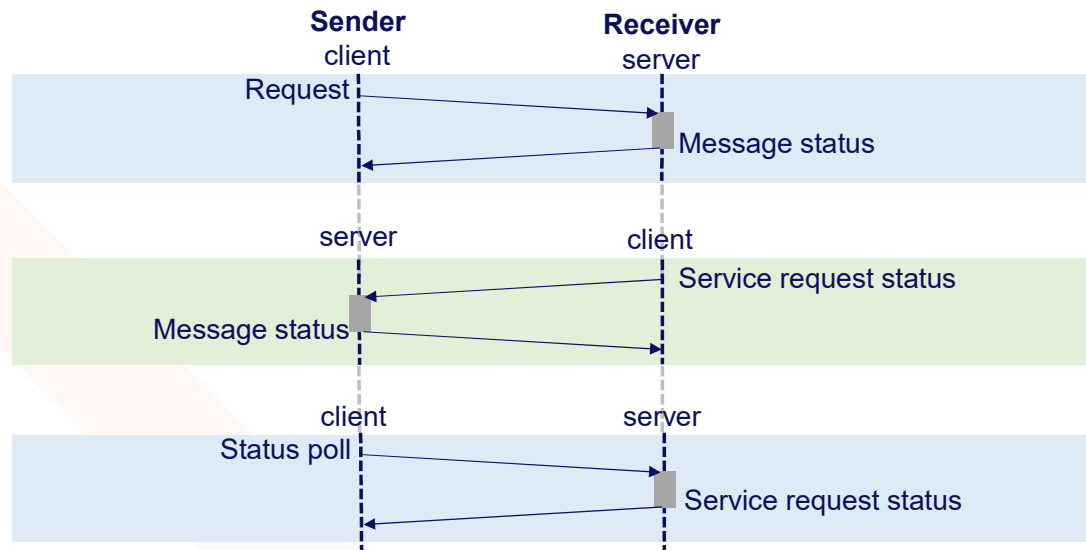 Sender
Receiver
client
server
Request
Message status
server
client
Service request status
Message status
client
server
Status poll
Service request status